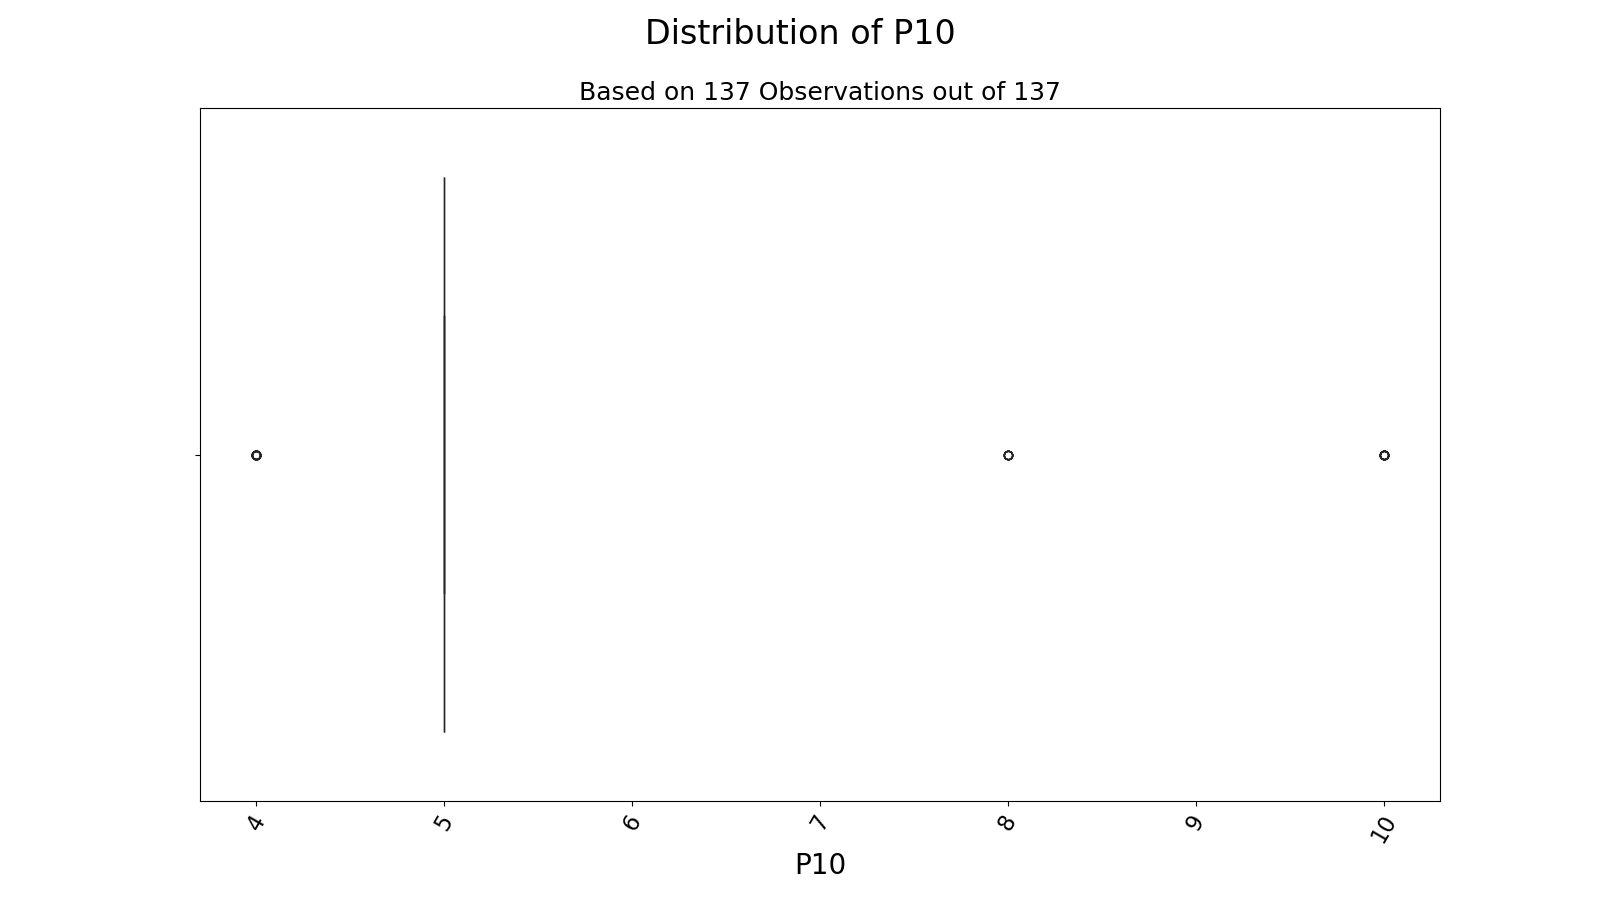 Distribution of P10
Based on 137 Observations out of 137
4 5 6 7 8 9 10
P10